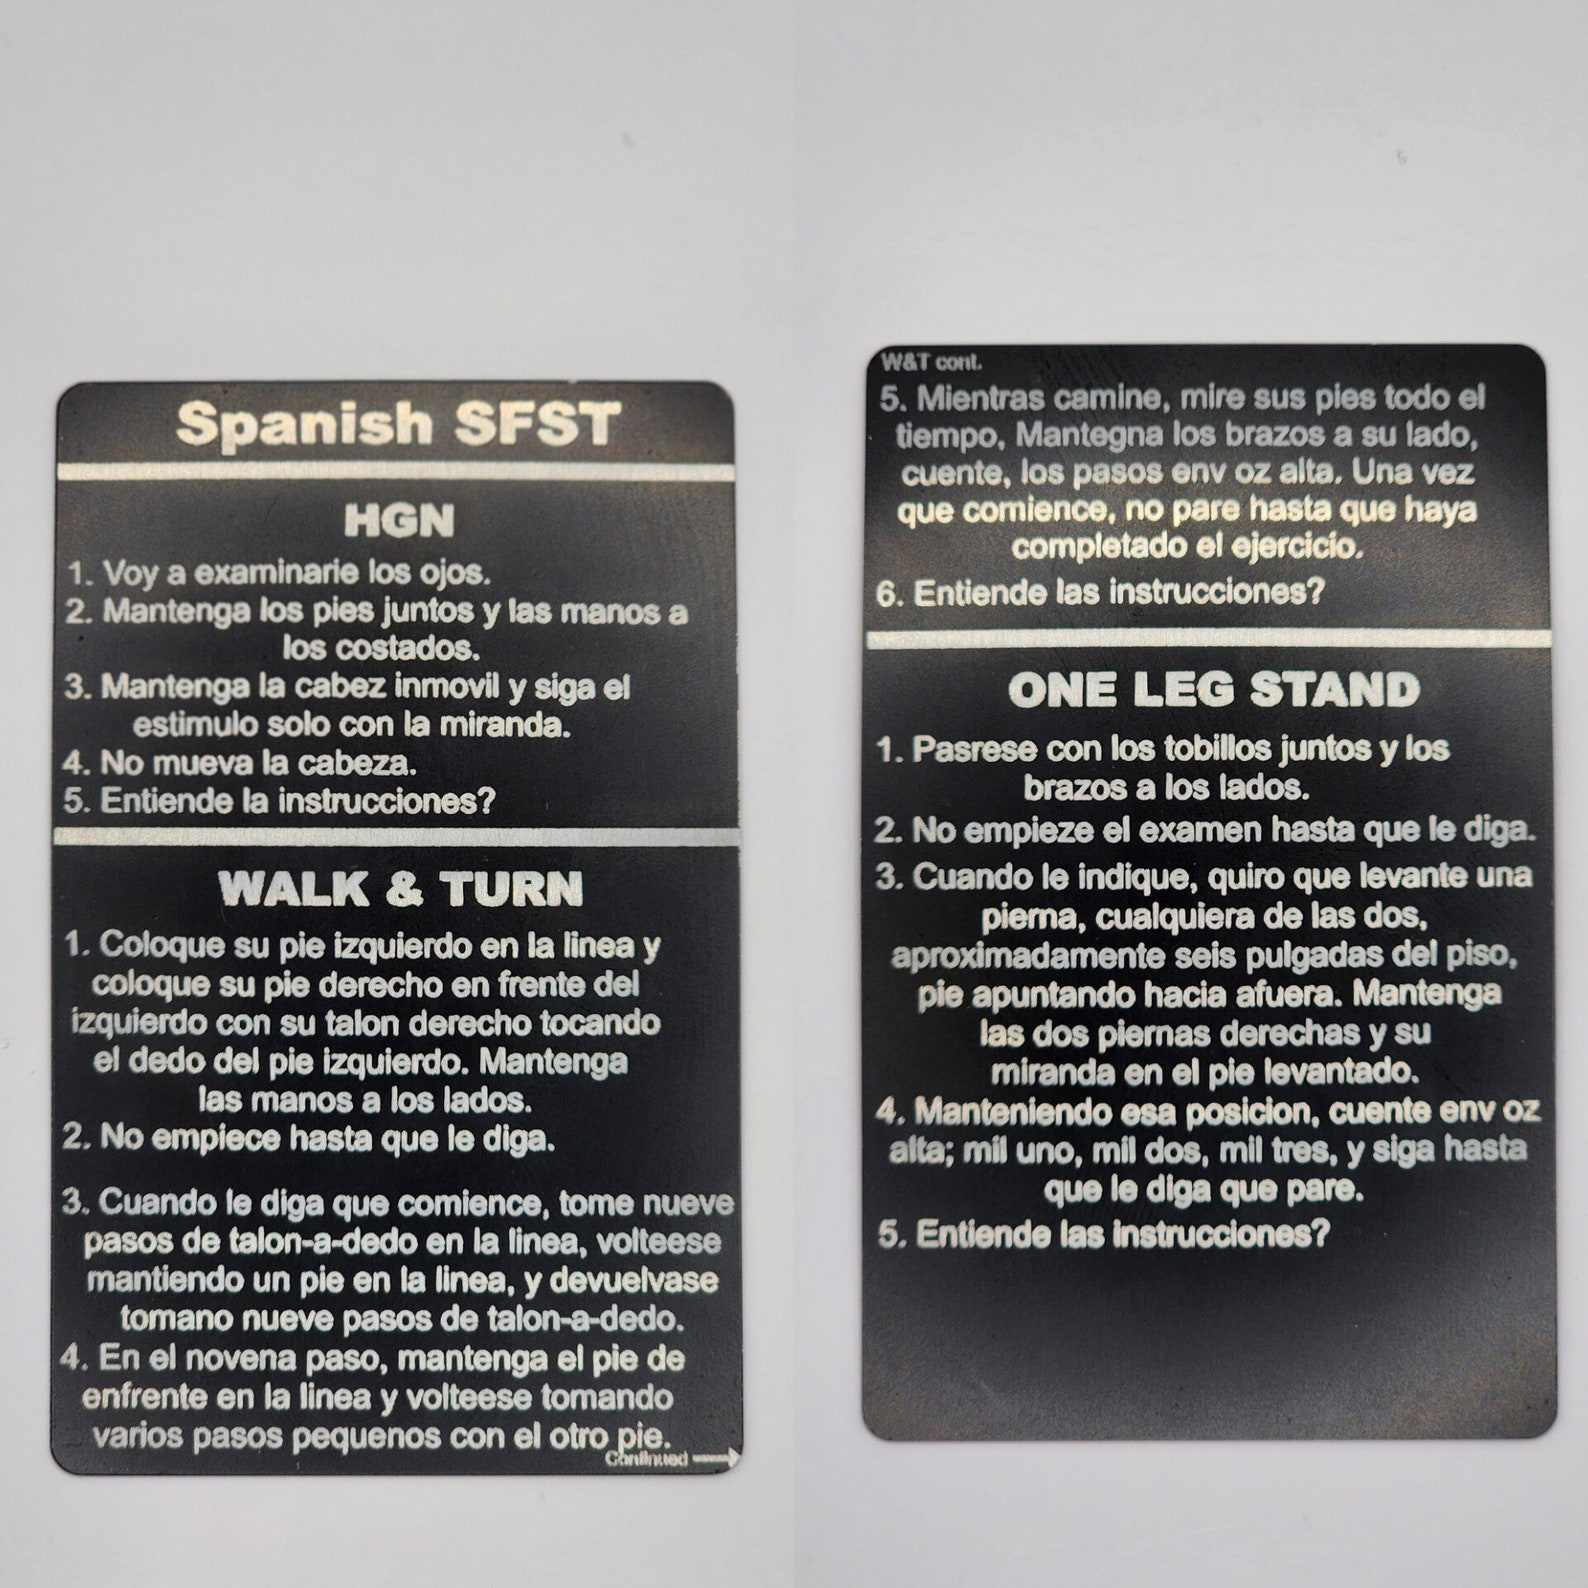 Spanish SFST
HGN
1. Voy a examinarie los ojos.
2. Mantenga los pies juntos y las manos a
los costados.
3. Mantenga la cabez inmovil y siga el
estimulo solo con la miranda.
4. No mueva la cabeza.
5. Entiende la instrucciones?
WALK & TURN
1. Coloque su pie izquierdo en la linea y
coloque su pie derecho en frente del
izquierdo con su talon derecho tocando
el dedo del pie izquierdo. Mantenga
las manos a los lados.
2. No empiece hasta que le diga.
3. Cuando le diga que comience, tome nueve
pasos de talon-a-dedo en la linea, volteese
mantiendo un pie en la linea, y devuelvase
tomano nueve pasos de talon-a-dedo.
4. En el novena paso, mantenga el pie de
enfrente en la linea y volteese tomando
varios pasos pequenos con el otro pie.
Continued
W&T cont.
5. Mientras camine, mire sus pies todo el
tiempo, Mantegna los brazos a su lado,
cuente, los pasos env oz alta. Una vez
que comience, no pare hasta que haya
completado el ejercicio.
6. Entiende las instrucciones?
ONE LEG STAND
1. Pasrese con los tobillos juntos y los
brazos a los lados.
2. No empieze el examen hasta que le diga.
3. Cuando le indique, quiro que levante una
pierna, cualquiera de las dos,
aproximadamente seis pulgadas del piso,
pie apuntando hacia afuera. Mantenga
las dos piernas derechas y su
miranda en el pie levantado.
4. Manteniendo esa posicion, cuente env oz
alta; mil uno, mil dos, mil tres, y siga hasta
que le diga que pare.
5. Entiende las instrucciones?